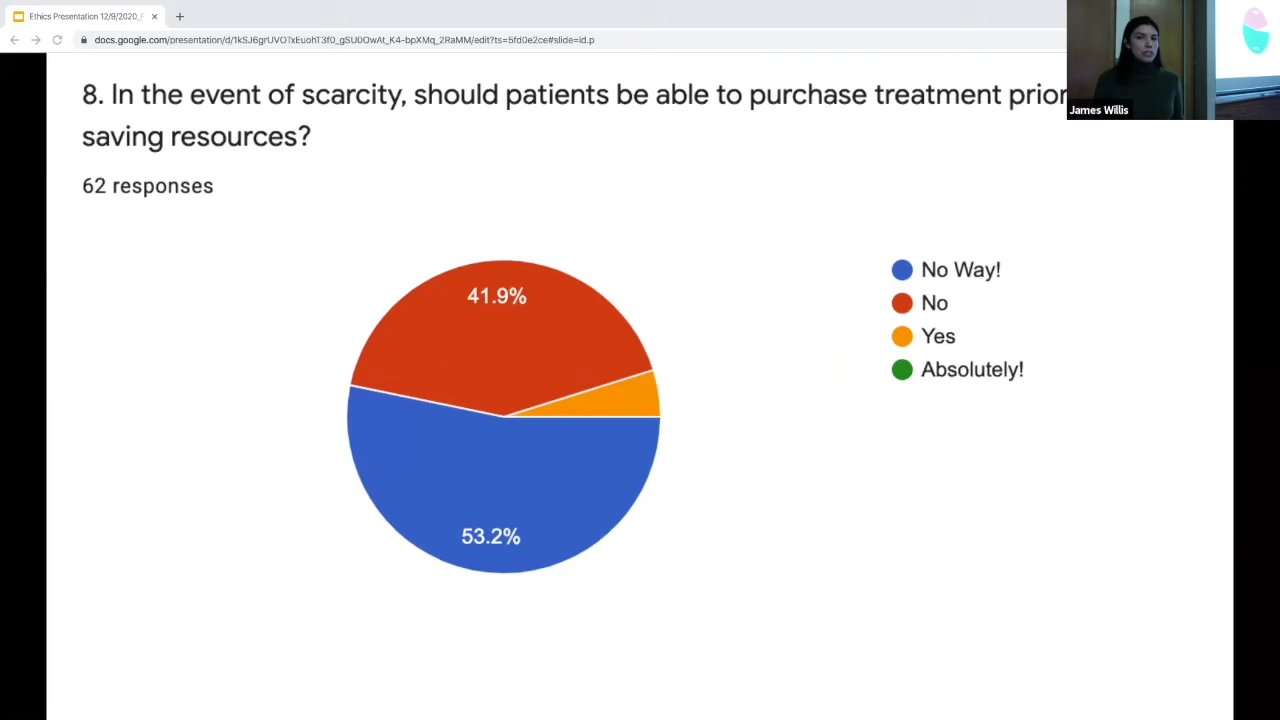 Ethics Presentation 12/9/2020_F
docs.google.com/presentation/d/1kSJ6grUVOTxEuohT3f0_gSU0OwAt_K4-bpXMq_2RaMM/edit?ts=5fd0e2ce#slide=id.p
James Willis
8. In the event of scarcity, should patients be able to purchase treatment prior
saving resources?
62 responses
41.9%
53.2%
No Way!
No
Yes
Absolutely!